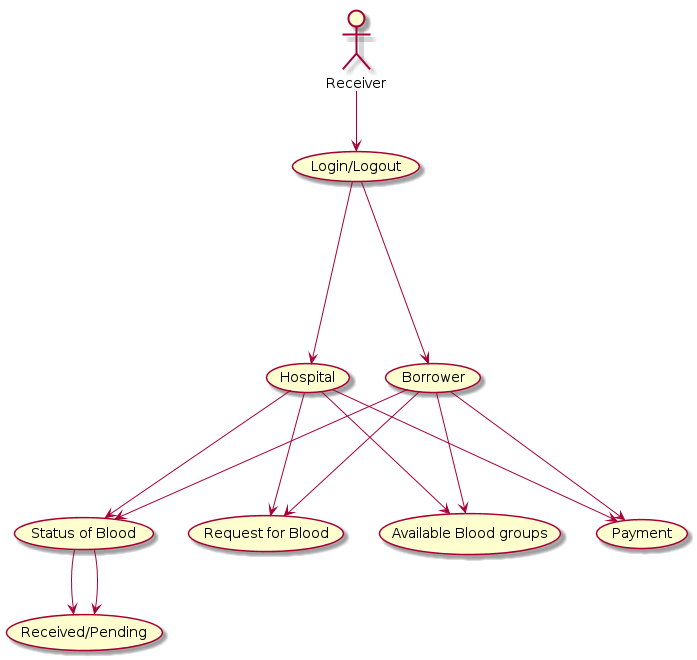 Receiver
Login/Logout
Hospital
Borrower
Status of Blood
Request for Blood
Available Blood groups
Payment
Received/Pending